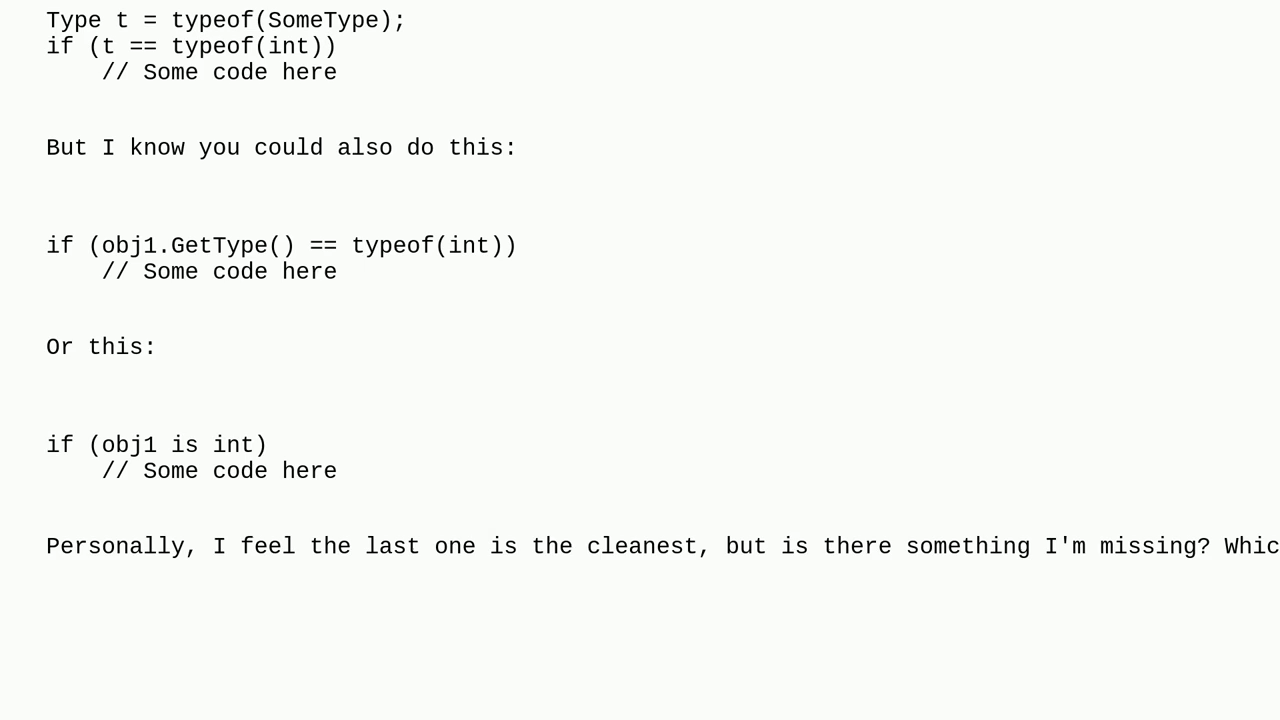 Type t = typeof(SomeType);
if (t == typeof(int))
    // Some code here
But I know you could also do this:
if (obj1.GetType() == typeof(int))
    // Some code here
Or this:
if (obj1 is int)
    // Some code here
Personally, I feel the last one is the cleanest, but is there something I'm missing? Whic